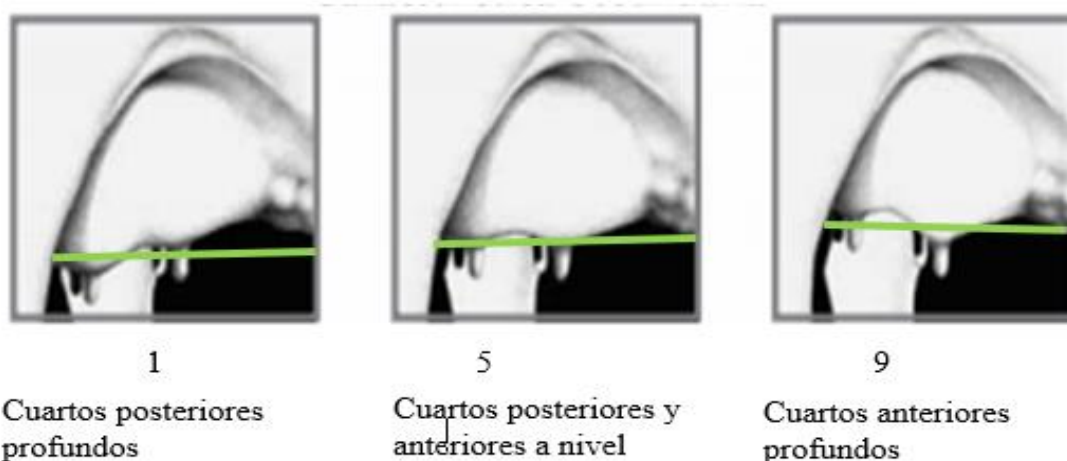 1
5
9
Cuartos posteriores
profundos
Cuartos posteriores y
anteriores a nivel
Cuartos anteriores
profundos